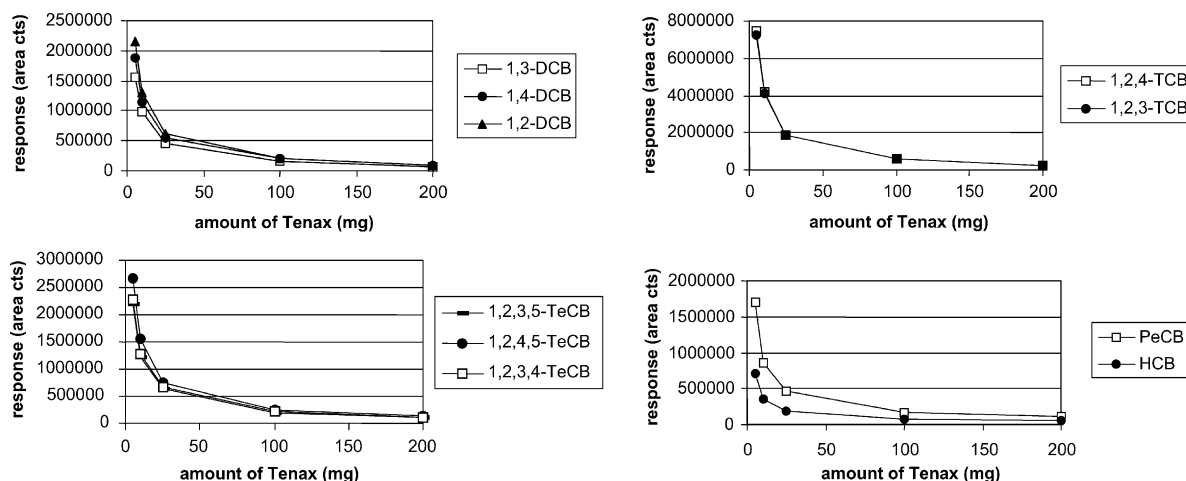 response (area cts)
2500000
2000000
1500000
1000000
500000
0
0 50 100 150 200
amount of Tenax (mg)
1,3-DCB
1,4-DCB
1,2-DCB
response (area cts)
8000000
6000000
4000000
2000000
0
0 50 100 150 200
amount of Tenax (mg)
1,2,4-TCB
1,2,3-TCB
response (area cts)
3000000
2500000
2000000
1500000
1000000
500000
0
0 50 100 150 200
amount of Tenax (mg)
1,2,3,5-TeCB
1,2,4,5-TeCB
1,2,3,4-TeCB
response (area cts)
2000000
1500000
1000000
500000
0
0 50 100 150 200
amount of Tenax (mg)
PeCB
HCB